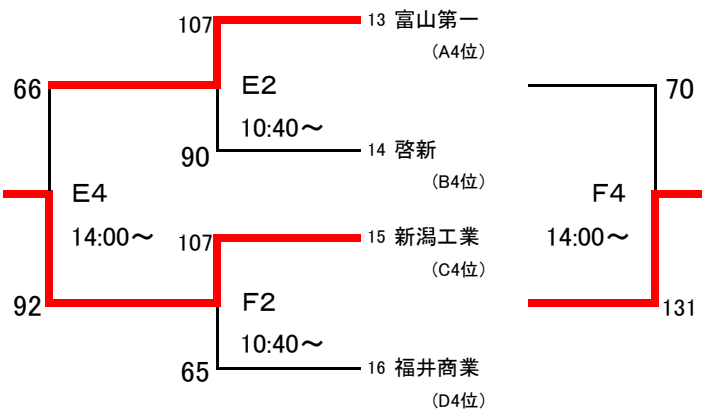 107
13 富山第一
(A4位)
66
E2
70
10:40～
90
14 啓新
(B4位)
E4
F4
14:00～
107
15 新潟工業
14:00～
(C4位)
92
F2
131
10:40～
65
16 福井商業
(D4位)